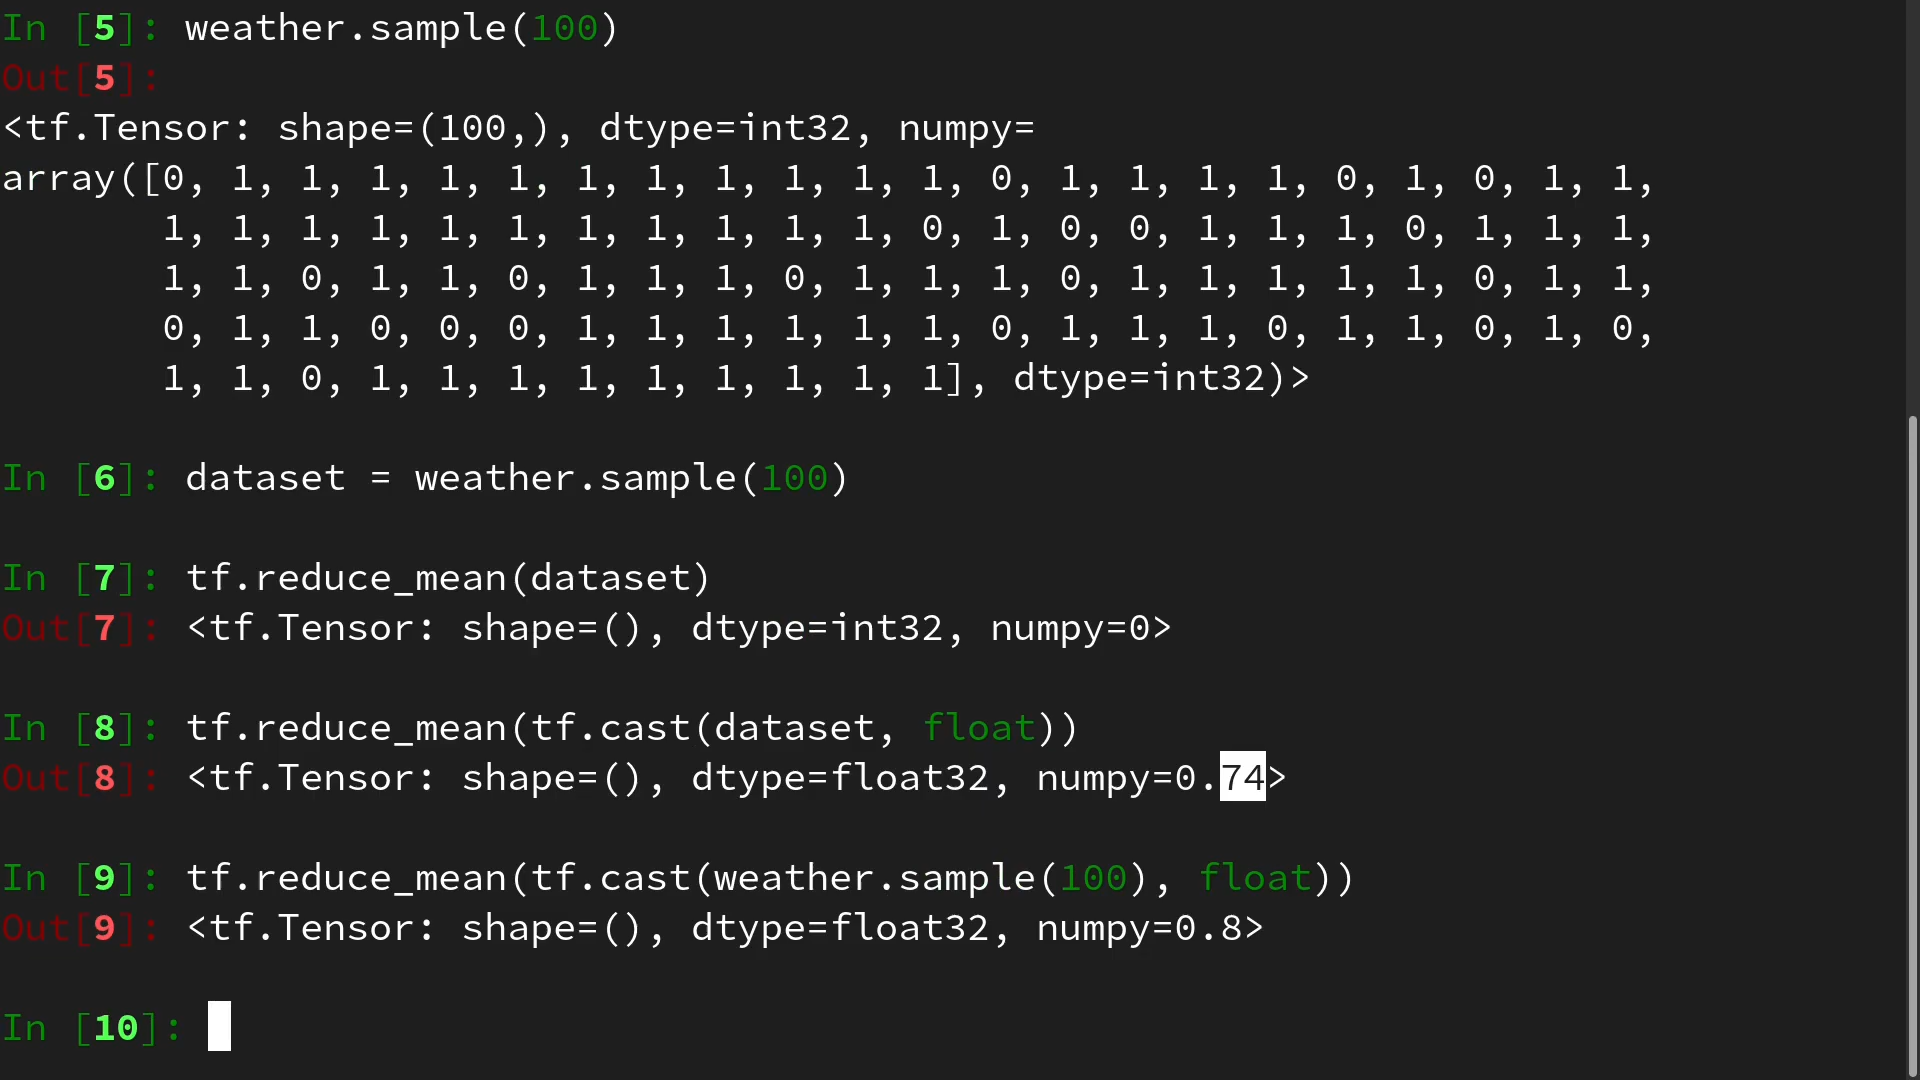 In [5]: weather.sample(100)
Out[5]:
<tf.Tensor: shape=(100,), dtype=int32, numpy=
array([0, 1, 1, 1, 1, 1, 1, 1, 1, 1, 1, 1, 0, 1, 1, 1, 1, 0, 1, 0, 1, 1,
       1, 1, 1, 1, 1, 1, 1, 1, 1, 1, 1, 0, 1, 0, 0, 1, 1, 1, 0, 1, 1, 1,
       1, 1, 0, 1, 1, 0, 1, 1, 1, 0, 1, 1, 1, 0, 1, 1, 1, 1, 1, 0, 1, 1,
       0, 1, 1, 0, 0, 0, 1, 1, 1, 1, 1, 1, 0, 1, 1, 1, 0, 1, 1, 0, 1, 0,
       1, 1, 0, 1, 1, 1, 1, 1, 1, 1, 1, 1], dtype=int32)>
In [6]: dataset = weather.sample(100)
In [7]: tf.reduce_mean(dataset)
Out[7]: <tf.Tensor: shape=(), dtype=int32, numpy=0>
In [8]: tf.reduce_mean(tf.cast(dataset, float))
Out[8]: <tf.Tensor: shape=(), dtype=float32, numpy=0.74>
In [9]: tf.reduce_mean(tf.cast(weather.sample(100), float))
Out[9]: <tf.Tensor: shape=(), dtype=float32, numpy=0.8>
In [10]: